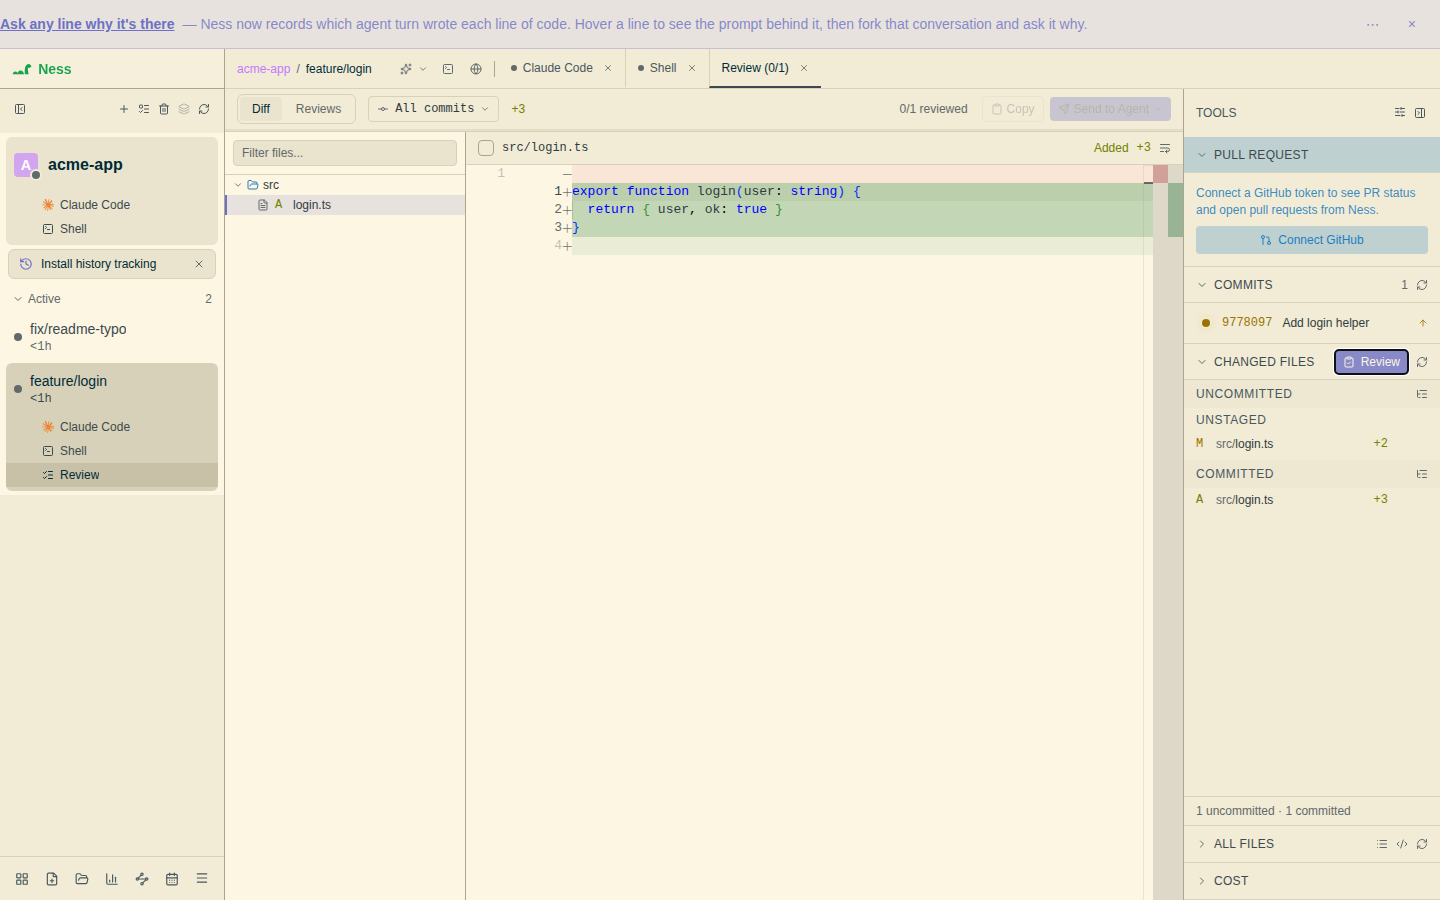 Ask any line why it's there — Ness now records which agent turn wrote each line of code. Hover a line to see the prompt behind it, then fork that conversation and ask it why.
Ness
acme-app / feature/login
Claude Code
Shell
Review (0/1)
Diff
Reviews
All commits
+3
0/1 reviewed
Copy
Send to Agent
TOOLS
A
acme-app
Claude Code
Shell
Install history tracking
Active 2
fix/readme-typo
<1h
feature/login
<1h
Claude Code
Shell
Review
Filter files...
src
A login.ts
src/login.ts
Added +3
1 −
1+export function login(user: string) {
2+ return { user, ok: true }
3+}
4+
PULL REQUEST
Connect a GitHub token to see PR status
and open pull requests from Ness.
Connect GitHub
COMMITS 1
9778097 Add login helper
CHANGED FILES Review
UNCOMMITTED
UNSTAGED
M src/login.ts +2
COMMITTED
A src/login.ts +3
1 uncommitted · 1 committed
ALL FILES
COST